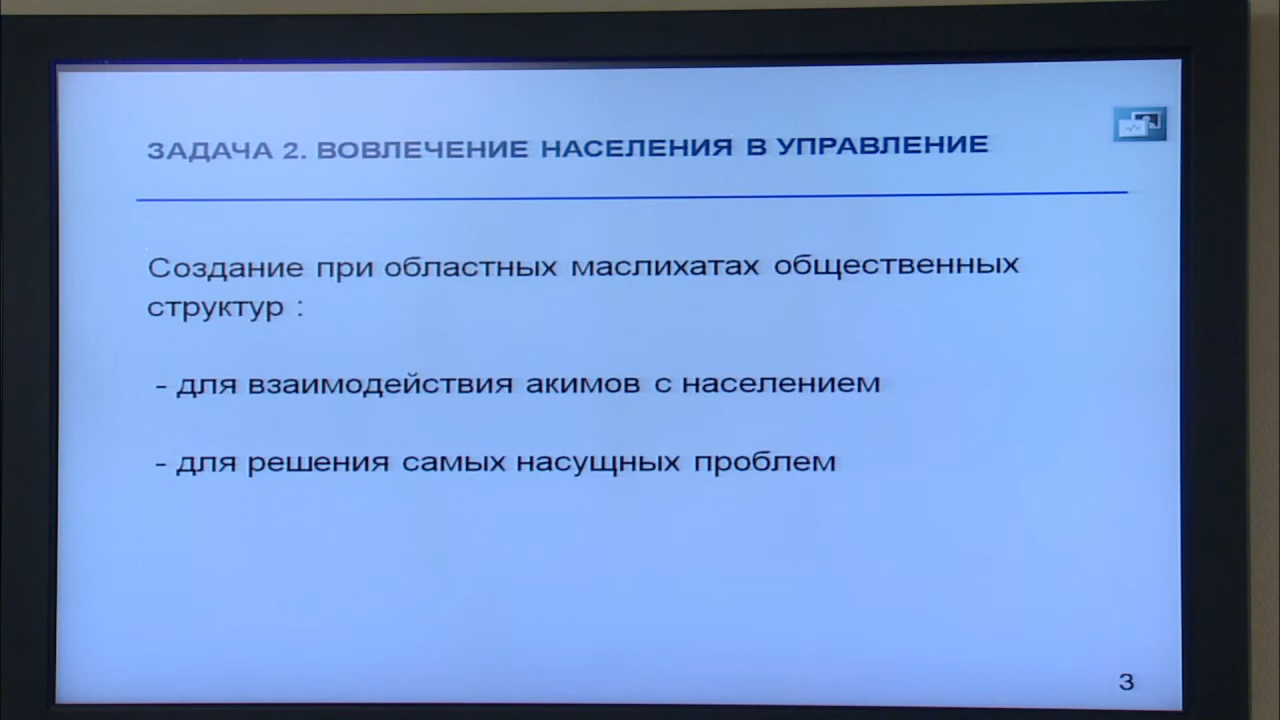 ЗАДАЧА 2. ВОВЛЕЧЕНИЕ НАСЕЛЕНИЯ В УПРАВЛЕНИЕ
Создание при областных маслихатах общественных
структур :
- для взаимодействия акимов с населением
- для решения самых насущных проблем
3